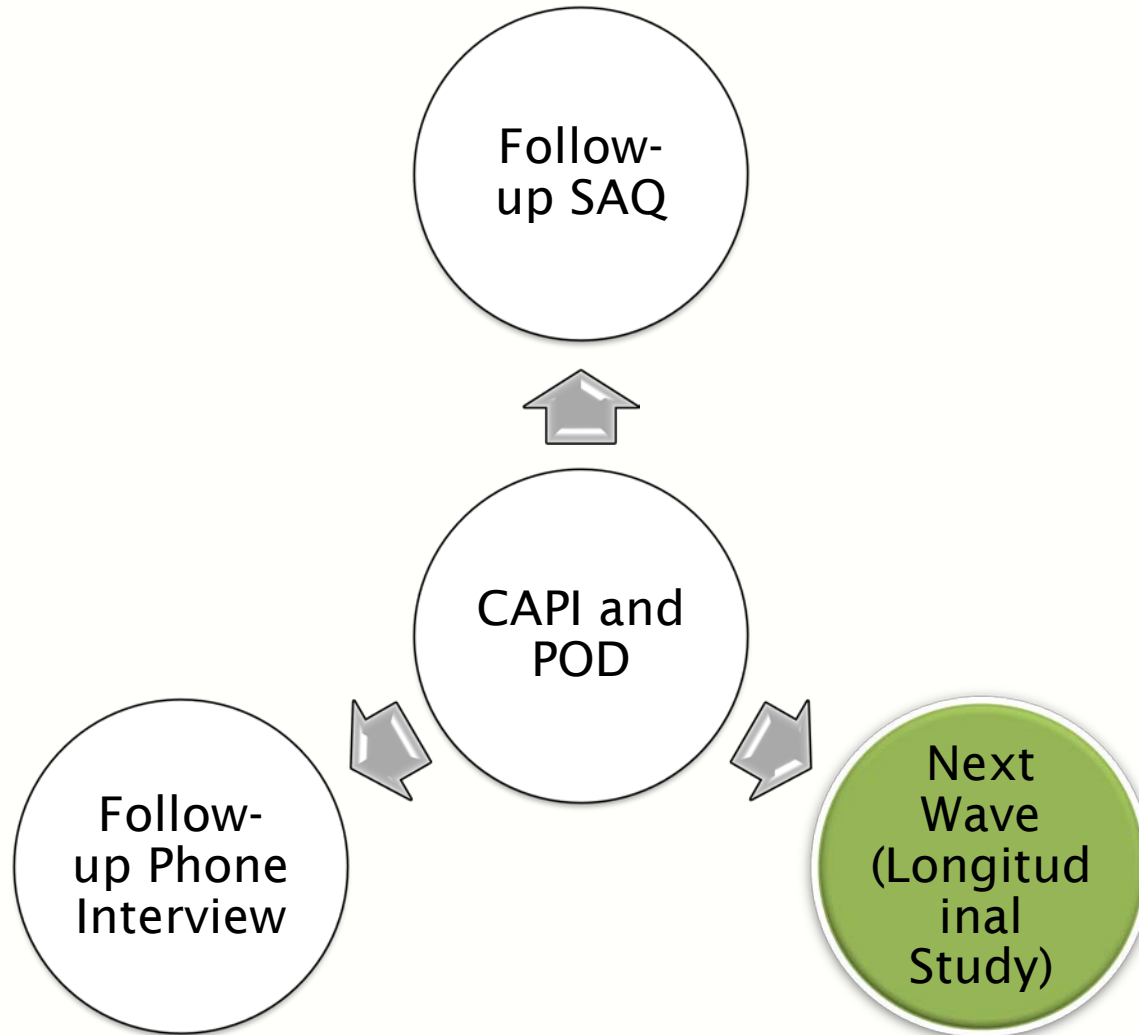 Follow-
up SAQ
CAPI and
POD
Follow-
up Phone
Interview
Next
Wave
(Longitud
inal
Study)